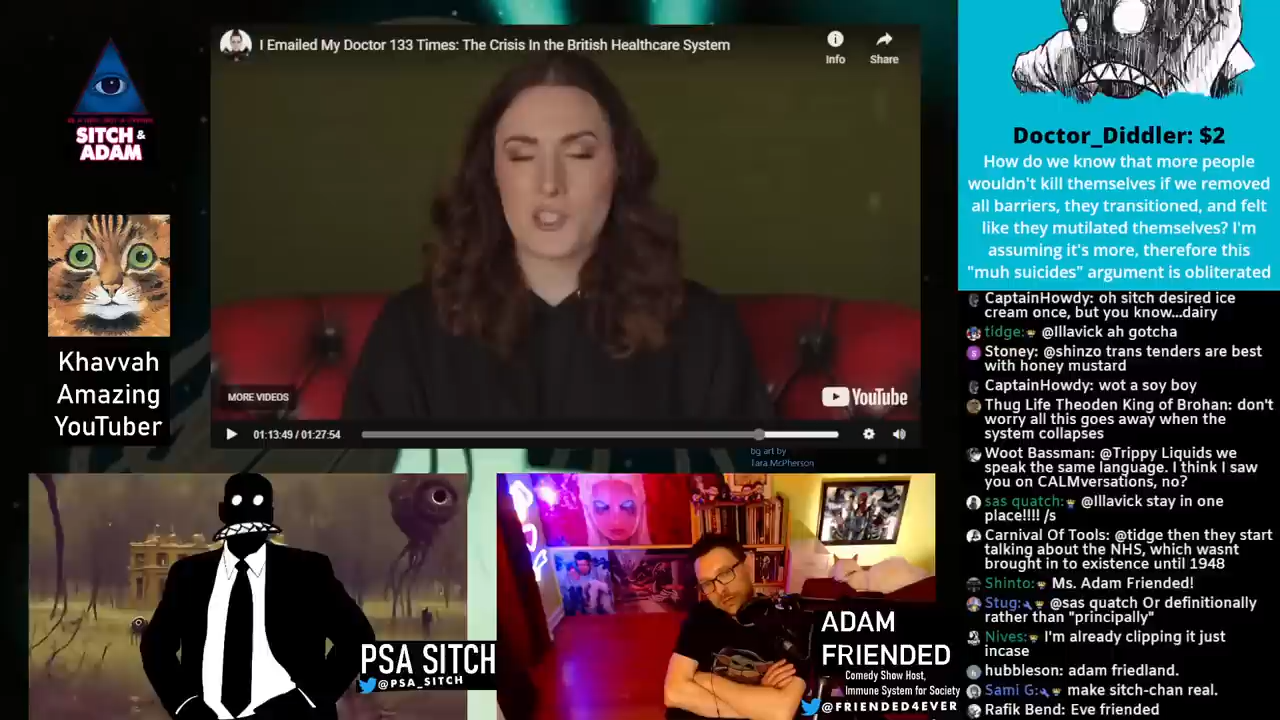 I Emailed My Doctor 133 Times: The Crisis In the British Healthcare System
Info
Share
SITCH &
ADAM
Khavvah
Amazing
YouTuber
MORE VIDEOS
YouTube
01:13:49 / 01:27:54
bg art by
Tara McPherson
PSA SITCH
@PSA_SITCH
ADAM
FRIENDED
Comedy Show Host,
Immune System for Society
@FRIENDED4EVER
Doctor_Diddler: $2
How do we know that more people
wouldn't kill themselves if we removed
all barriers, they transitioned, and felt
like they mutilated themselves? I'm
assuming it's more, therefore this
"muh suicides" argument is obliterated
CaptainHowdy: oh sitch desired ice
cream once, but you know...dairy
tidge: @Illavick ah gotcha
Stoney: @shinzo trans tenders are best
with honey mustard
CaptainHowdy: wot a soy boy
Thug Life Theoden King of Brohan: don't
worry all this goes away when the
system collapses
Woot Bassman: @Trippy Liquids we
speak the same language. I think I saw
you on CALMversations, no?
sas quatch: @Illavick stay in one
place!!!! /s
Carnival Of Tools: @tidge then they start
talking about the NHS, which wasnt
brought in to existence until 1948
Shinto: Ms. Adam Friended!
Stug: @sas quatch Or definitionally
rather than "principally"
Nives: I'm already clipping it just
incase
hubbleson: adam friedland.
Sami G: make sitch-chan real.
Rafik Bend: Eve friended